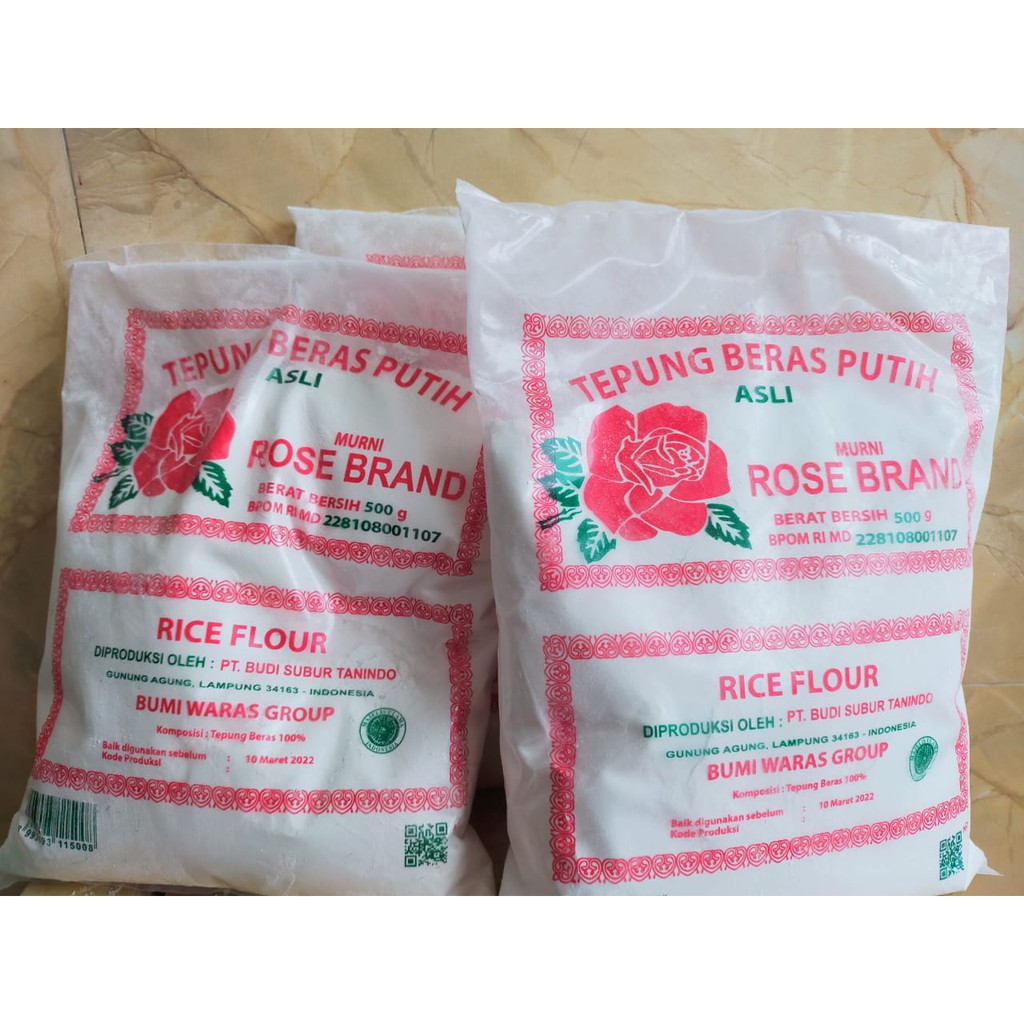 TEPUNG BERAS PUTIH
ASLI
MURNI
ROSE BRAND
BERAT BERSIH 500 g
BPOM RI MD 228108001107
RICE FLOUR
DIPRODUKSI OLEH : PT. BUDI SUBUR TANINDO
GUNUNG AGUNG, LAMPUNG 34163 - INDONESIA
BUMI WARAS GROUP
Komposisi : Tepung Beras 100%
Baik digunakan sebelum : 10 Maret 2022
Kode Produksi :
115008
TEPUNG BERAS PUTIH
ASLI
MURNI
ROSE BRAND
BERAT BERSIH 500 g
BPOM RI MD 228108001107
RICE FLOUR
DIPRODUKSI OLEH : PT. BUDI SUBUR TANINDO
GUNUNG AGUNG, LAMPUNG 34163 - INDONESIA
BUMI WARAS GROUP
Komposisi : Tepung Beras 100%
Baik digunakan sebelum : 10 Maret 2022
Kode Produksi :